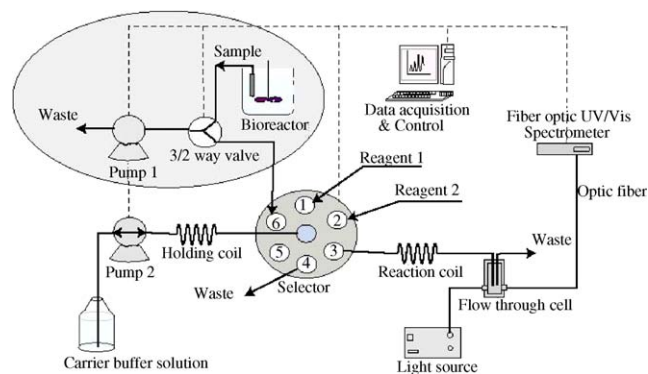 Sample
Waste
Bioreactor
Data acquisition
& Control
Fiber optic UV/Vis
Spectrometer
Pump 1
3/2 way valve
Reagent 1
Reagent 2
Optic fiber
1
6
2
5
3
4
Pump 2
Holding coil
Waste
Selector
Reaction coil
Waste
Flow through cell
Carrier buffer solution
Light source